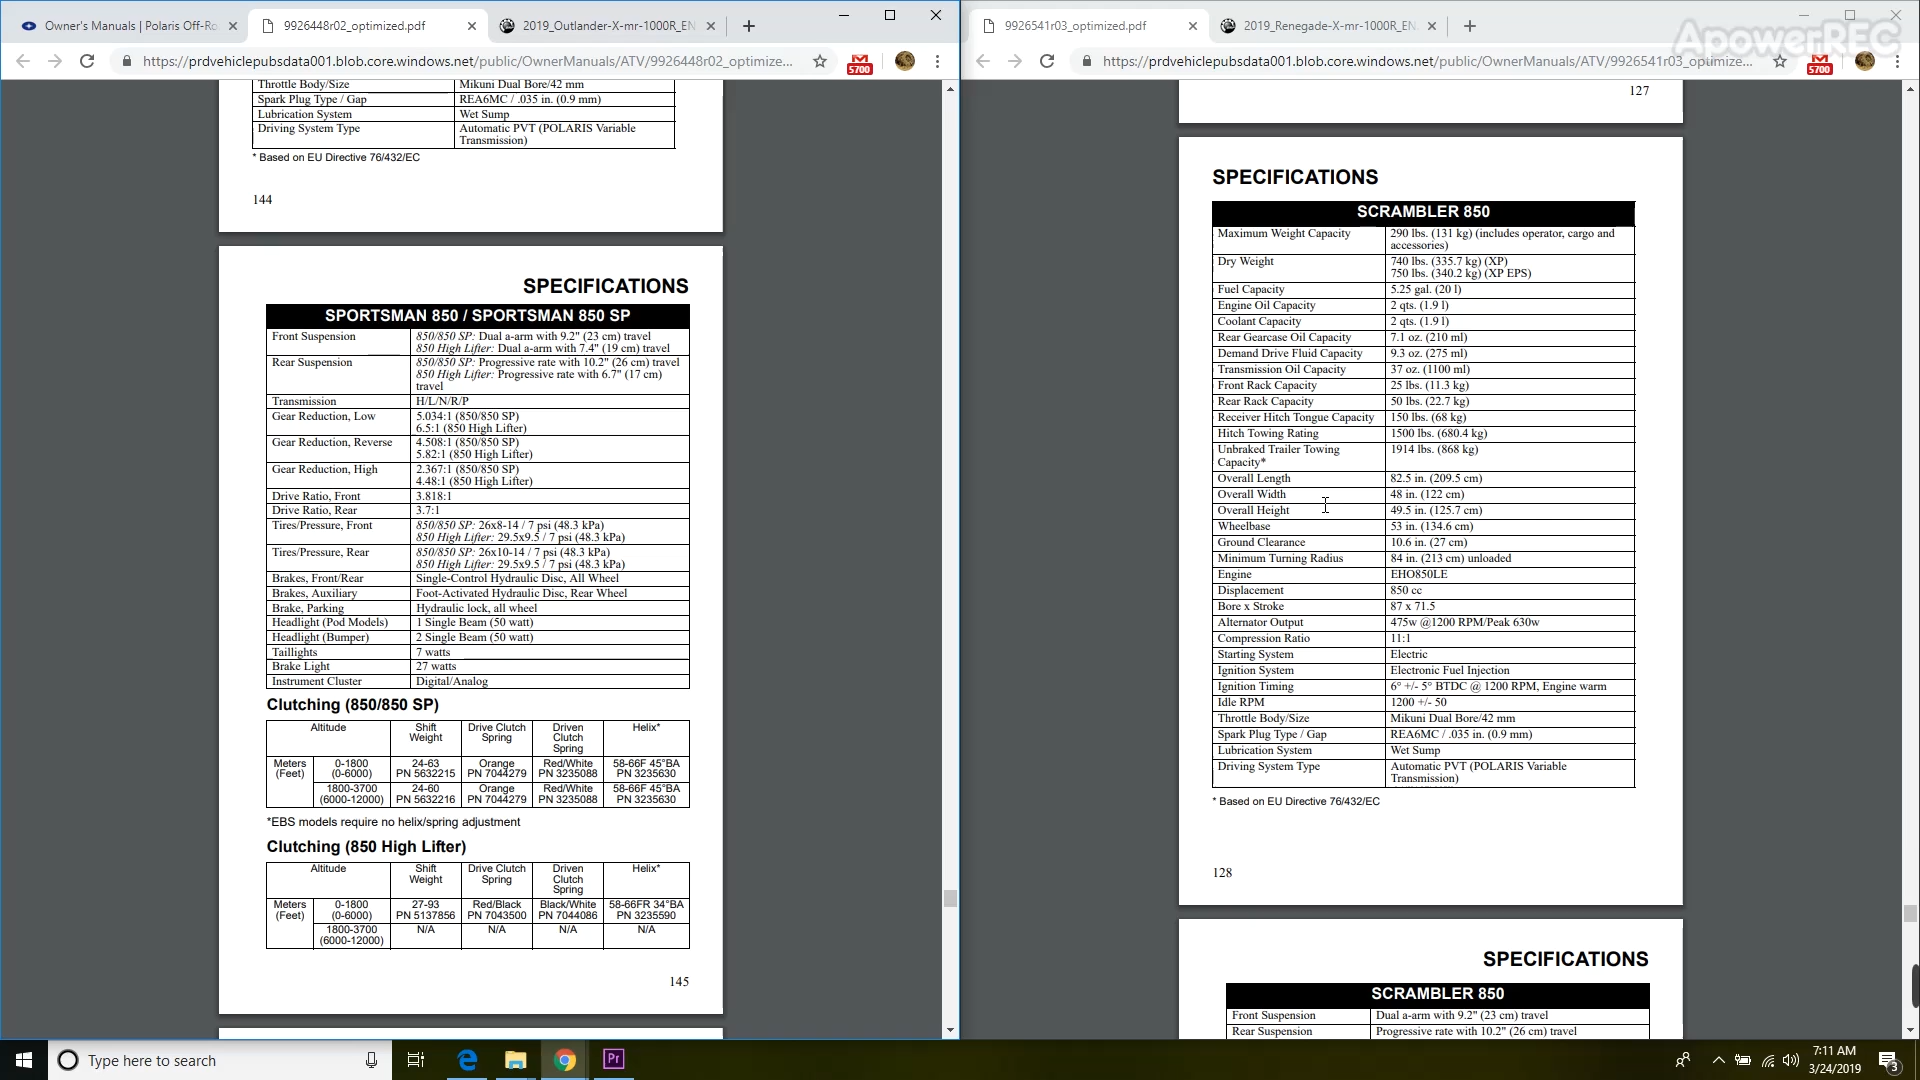 Owner's Manuals | Polaris Off-Ro
9926448r02_optimized.pdf
2019_Outlander-X-mr-1000R_EN
https://prdvehiclepubsdata001.blob.core.windows.net/public/OwnerManuals/ATV/9926448r02_optimize...
5700
Throttle Body/Size Mikuni Dual Bore/42 mm
Spark Plug Type / Gap REA6MC / .035 in. (0.9 mm)
Lubrication System Wet Sump
Driving System Type Automatic PVT (POLARIS Variable
Transmission)
* Based on EU Directive 76/432/EC
144
SPECIFICATIONS
SPORTSMAN 850 / SPORTSMAN 850 SP
Front Suspension 850/850 SP: Dual a-arm with 9.2" (23 cm) travel
850 High Lifter: Dual a-arm with 7.4" (19 cm) travel
Rear Suspension 850/850 SP: Progressive rate with 10.2" (26 cm) travel
850 High Lifter: Progressive rate with 6.7" (17 cm)
travel
Transmission H/L/N/R/P
Gear Reduction, Low 5.034:1 (850/850 SP)
6.5:1 (850 High Lifter)
Gear Reduction, Reverse 4.508:1 (850/850 SP)
5.82:1 (850 High Lifter)
Gear Reduction, High 2.367:1 (850/850 SP)
4.48:1 (850 High Lifter)
Drive Ratio, Front 3.818:1
Drive Ratio, Rear 3.7:1
Tires/Pressure, Front 850/850 SP: 26x8-14 / 7 psi (48.3 kPa)
850 High Lifter: 29.5x9.5 / 7 psi (48.3 kPa)
Tires/Pressure, Rear 850/850 SP: 26x10-14 / 7 psi (48.3 kPa)
850 High Lifter: 29.5x9.5 / 7 psi (48.3 kPa)
Brakes, Front/Rear Single-Control Hydraulic Disc, All Wheel
Brakes, Auxiliary Foot-Activated Hydraulic Disc, Rear Wheel
Brake, Parking Hydraulic lock, all wheel
Headlight (Pod Models) 1 Single Beam (50 watt)
Headlight (Bumper) 2 Single Beam (50 watt)
Taillights 7 watts
Brake Light 27 watts
Instrument Cluster Digital/Analog
Clutching (850/850 SP)
Altitude Shift Drive Clutch Driven Helix*
Weight Spring Clutch
Spring
Meters 0-1800 24-63 Orange Red/White 58-66F 45°BA
(Feet) (0-6000) PN 5632215 PN 7044279 PN 3235088 PN 3235630
1800-3700 24-60 Orange Red/White 58-66F 45°BA
(6000-12000) PN 5632216 PN 7044279 PN 3235088 PN 3235630
*EBS models require no helix/spring adjustment
Clutching (850 High Lifter)
Altitude Shift Drive Clutch Driven Helix*
Weight Spring Clutch
Spring
Meters 0-1800 27-93 Red/Black Black/White 58-66FR 34°BA
(Feet) (0-6000) PN 5137856 PN 7043500 PN 7044086 PN 3235590
1800-3700 N/A N/A N/A N/A
(6000-12000)
145
9926541r03_optimized.pdf
2019_Renegade-X-mr-1000R_EN
ApowerREC
https://prdvehiclepubsdata001.blob.core.windows.net/public/OwnerManuals/ATV/9926541r03_optimize...
5700
127
SPECIFICATIONS
SCRAMBLER 850
Maximum Weight Capacity 290 lbs. (131 kg) (includes operator, cargo and
accessories)
Dry Weight 740 lbs. (335.7 kg) (XP)
750 lbs. (340.2 kg) (XP EPS)
Fuel Capacity 5.25 gal. (20 l)
Engine Oil Capacity 2 qts. (1.9 l)
Coolant Capacity 2 qts. (1.9 l)
Rear Gearcase Oil Capacity 7.1 oz. (210 ml)
Demand Drive Fluid Capacity 9.3 oz. (275 ml)
Transmission Oil Capacity 37 oz. (1100 ml)
Front Rack Capacity 25 lbs. (11.3 kg)
Rear Rack Capacity 50 lbs. (22.7 kg)
Receiver Hitch Tongue Capacity 150 lbs. (68 kg)
Hitch Towing Rating 1500 lbs. (680.4 kg)
Unbraked Trailer Towing 1914 lbs. (868 kg)
Capacity*
Overall Length 82.5 in. (209.5 cm)
Overall Width 48 in. (122 cm)
Overall Height 49.5 in. (125.7 cm)
Wheelbase 53 in. (134.6 cm)
Ground Clearance 10.6 in. (27 cm)
Minimum Turning Radius 84 in. (213 cm) unloaded
Engine EHO850LE
Displacement 850 cc
Bore x Stroke 87 x 71.5
Alternator Output 475w @1200 RPM/Peak 630w
Compression Ratio 11:1
Starting System Electric
Ignition System Electronic Fuel Injection
Ignition Timing 6° +/- 5° BTDC @ 1200 RPM, Engine warm
Idle RPM 1200 +/- 50
Throttle Body/Size Mikuni Dual Bore/42 mm
Spark Plug Type / Gap REA6MC / .035 in. (0.9 mm)
Lubrication System Wet Sump
Driving System Type Automatic PVT (POLARIS Variable
Transmission)
* Based on EU Directive 76/432/EC
128
SPECIFICATIONS
SCRAMBLER 850
Front Suspension Dual a-arm with 9.2" (23 cm) travel
Rear Suspension Progressive rate with 10.2" (26 cm) travel
Type here to search
Pr
7:11 AM
3/24/2019
3